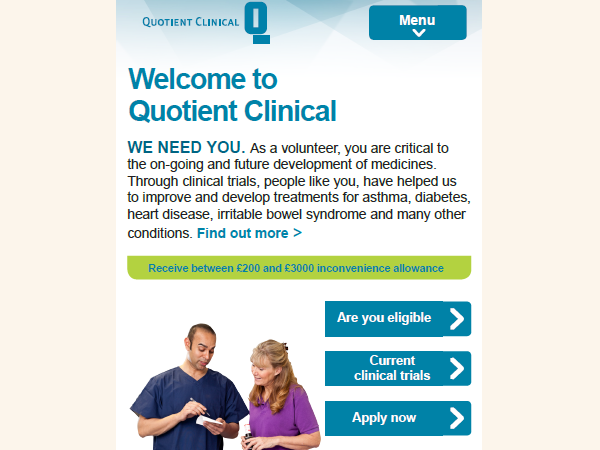 QUOTIENT CLINICAL
Menu
Welcome to
Quotient Clinical
WE NEED YOU. As a volunteer, you are critical to
the on-going and future development of medicines.
Through clinical trials, people like you, have helped us
to improve and develop treatments for asthma, diabetes,
heart disease, irritable bowel syndrome and many other
conditions. Find out more >
Receive between £200 and £3000 inconvenience allowance
Are you eligible
Current
clinical trials
Apply now